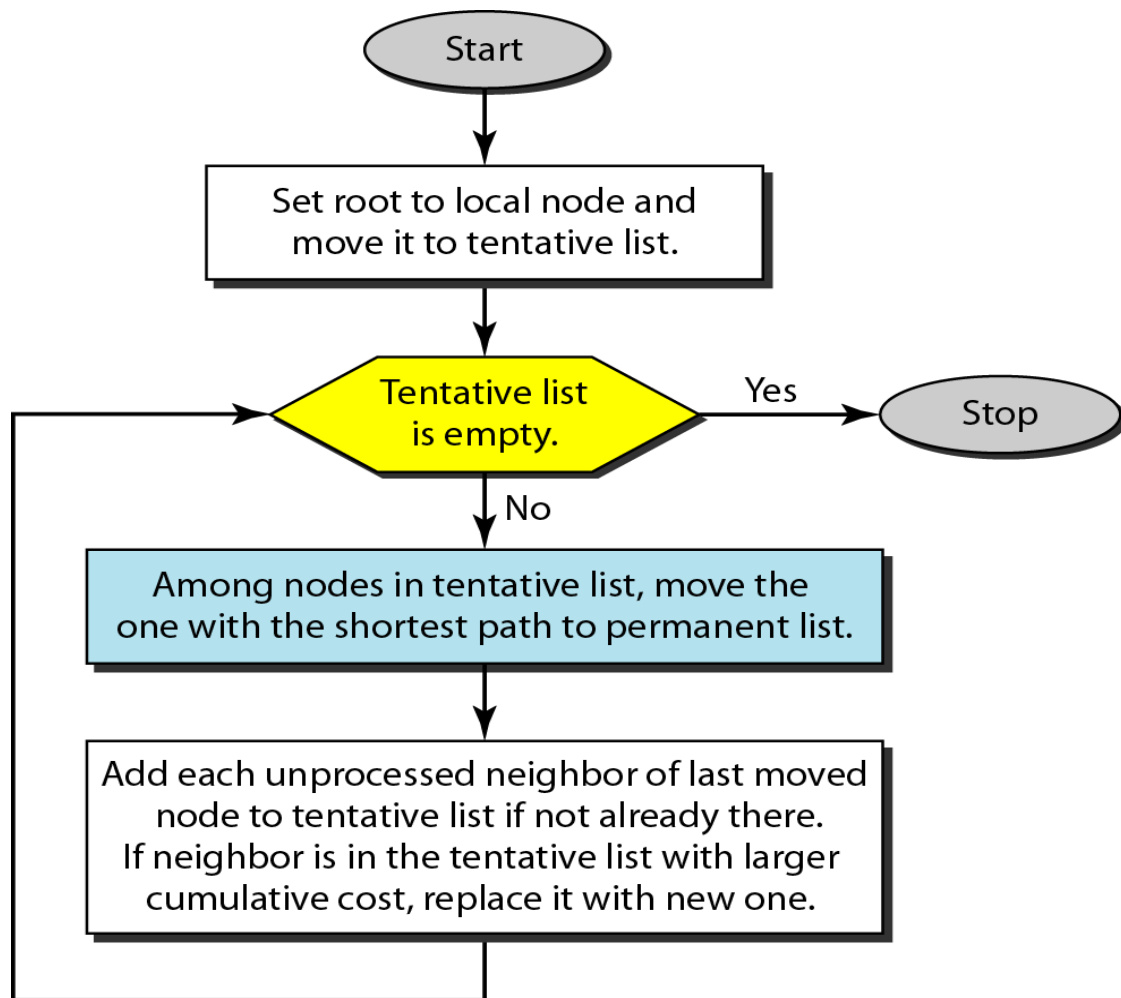 Start
Set root to local node and
move it to tentative list.
Tentative list
is empty.
Yes
Stop
No
Among nodes in tentative list, move the
one with the shortest path to permanent list.
Add each unprocessed neighbor of last moved
node to tentative list if not already there.
If neighbor is in the tentative list with larger
cumulative cost, replace it with new one.